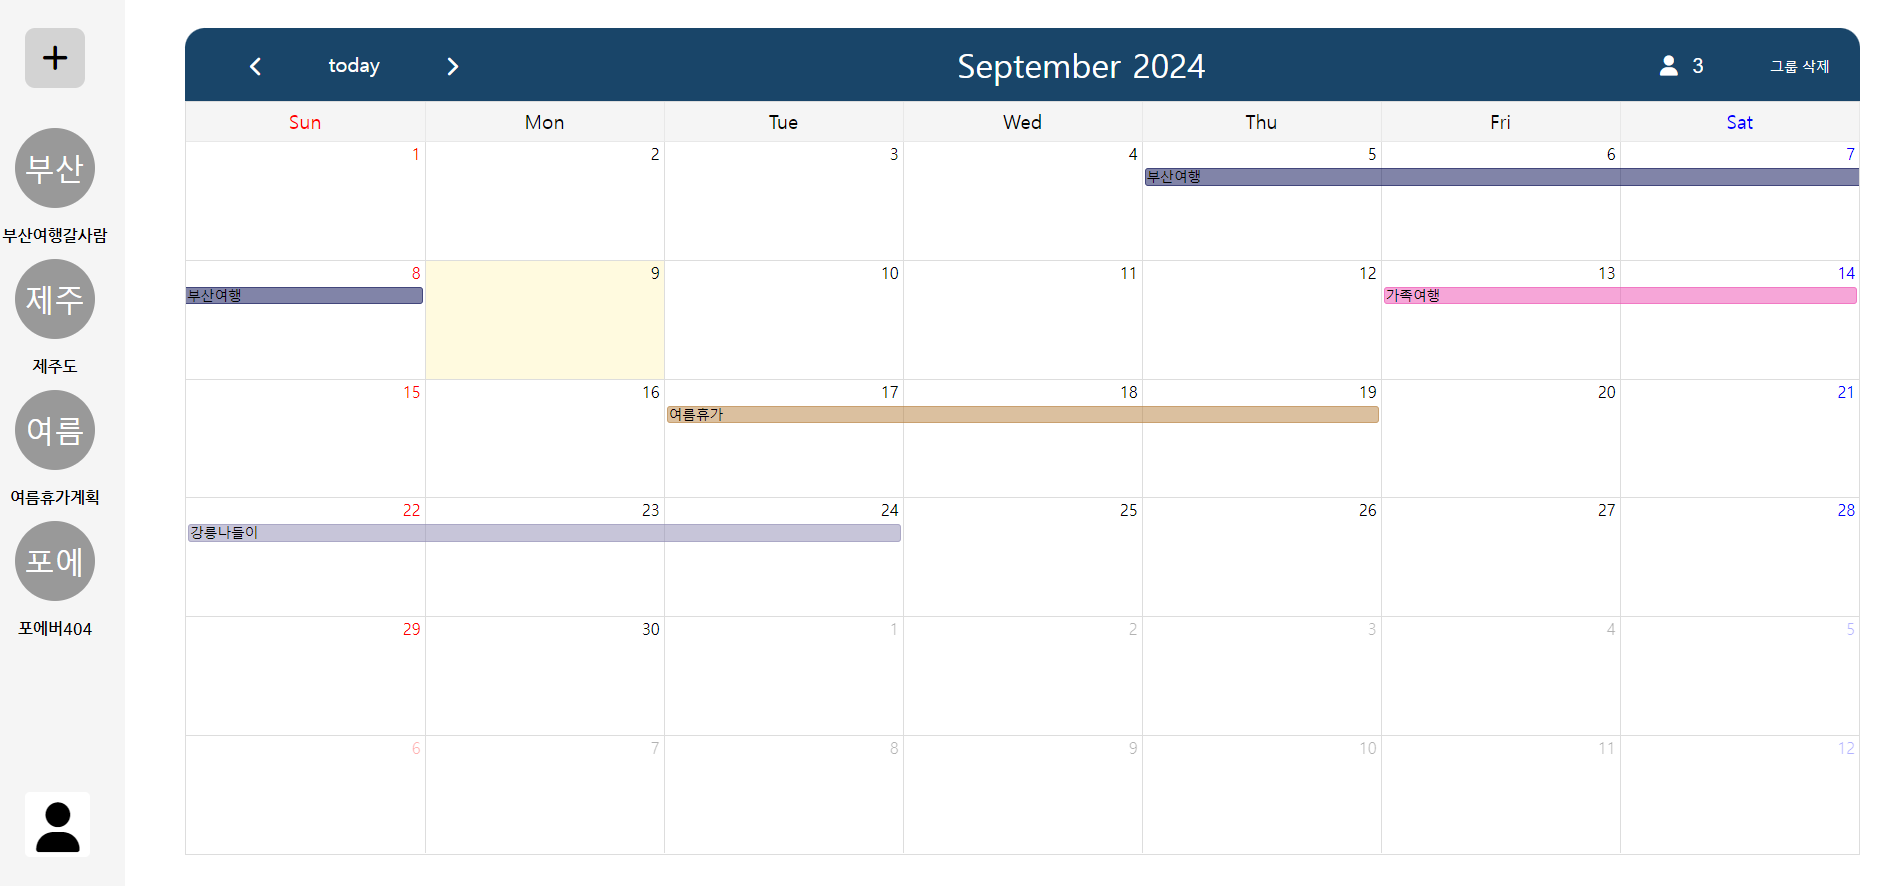 부산
부산여행갈사람
제주
제주도
여름
여름휴가계획
포에
포에버404
today
September 2024
3
그룹 삭제
Sun Mon Tue Wed Thu Fri Sat
1 2 3 4 5 6 7
부산여행
8 9 10 11 12 13 14
부산여행 가족여행
15 16 17 18 19 20 21
여름휴가
22 23 24 25 26 27 28
강릉나들이
29 30 1 2 3 4 5
6 7 8 9 10 11 12